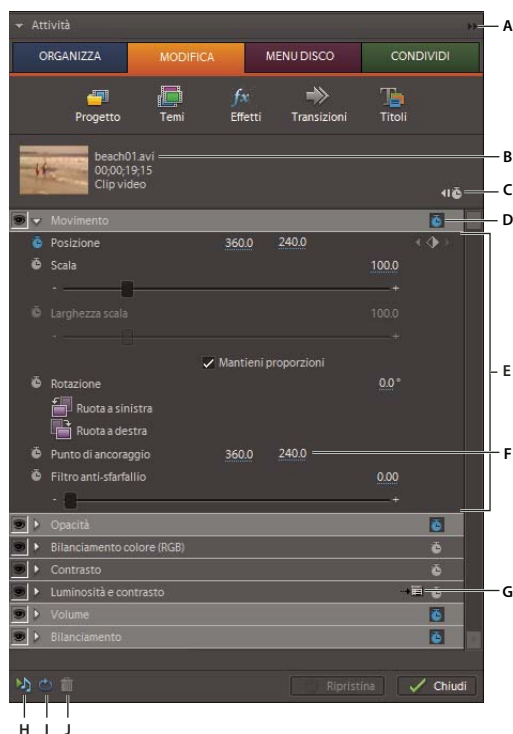 Attività
A
ORGANIZZA MODIFICA MENU DISCO CONDIVIDI
fx
Progetto Temi Effetti Transizioni Titoli
beach01.avi
B
00;00;19;15
Clip video
C
Movimento
D
Posizione 360.0 240.0
Scala 100.0
- +
Larghezza scala 100.0
- +
Mantieni proporzioni
E
Rotazione 0.0°
Ruota a sinistra
Ruota a destra
Punto di ancoraggio 360.0 240.0
F
Filtro anti-sfarfallio 0.00
- +
Opacità
Bilanciamento colore (RGB)
Contrasto
Luminosità e contrasto
G
Volume
Bilanciamento
Ripristina Chiudi
H I J